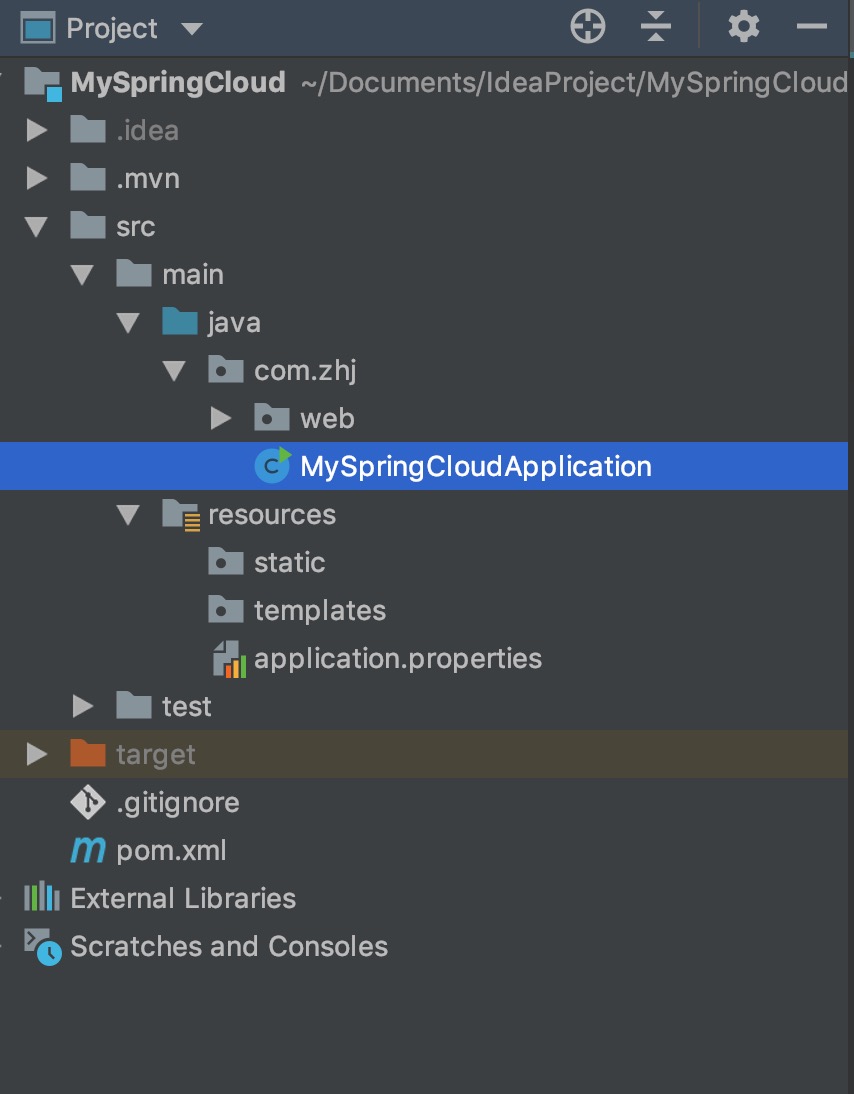 Project
MySpringCloud ~/Documents/IdeaProject/MySpringCloud
.idea
.mvn
src
main
java
com.zhj
web
C MySpringCloudApplication
resources
static
templates
application.properties
test
target
.gitignore
m pom.xml
External Libraries
Scratches and Consoles